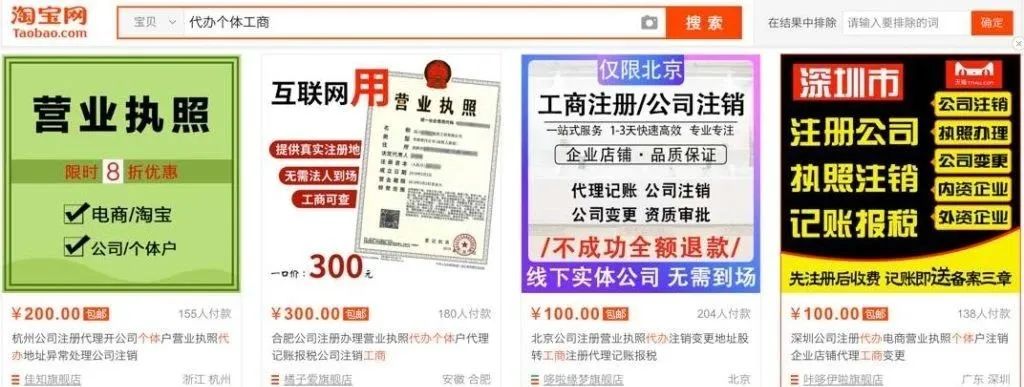 淘宝网
Taobao.com
宝贝
代办个体工商
搜索
在结果中排除
请输入要排除的词
确定
营业执照
限时8折优惠
电商/淘宝
公司/个体户
¥200.00 包邮
155人付款
杭州公司注册代理开公司个体户营业执照代
办地址异常处理公司注销
佳知旗舰店
浙江 杭州
互联网用
提供真实注册地
无需法人到场
工商可查
营业执照
一口价：300元
¥300.00 包邮
180人付款
合肥公司注册办理营业执照代办个体户代理
记账报税公司注销工商
橘子爱旗舰店
安徽 合肥
仅限北京
工商注册/公司注销
一站式服务 1-3天快速高效 专业专注
企业店铺·品质保证
代理记账 公司注销
公司变更 资质审批
/不成功全额退款/
线下实体公司 无需到场
¥100.00 包邮
204人付款
北京公司注册营业执照代办注销变更地址股
转工商注册代理记账报税
哆啦缘梦旗舰店
北京
深圳市
天猫 TMALL.COM
注册公司
执照注销
记账报税
公司注销
执照办理
公司变更
内资企业
外资企业
先注册后收费 记账即送备案三章
¥100.00 包邮
138人付款
深圳公司注册代办电商营业执照个体户注销
企业店铺代理工商变更
咔哆伊啦旗舰店
广东 深圳